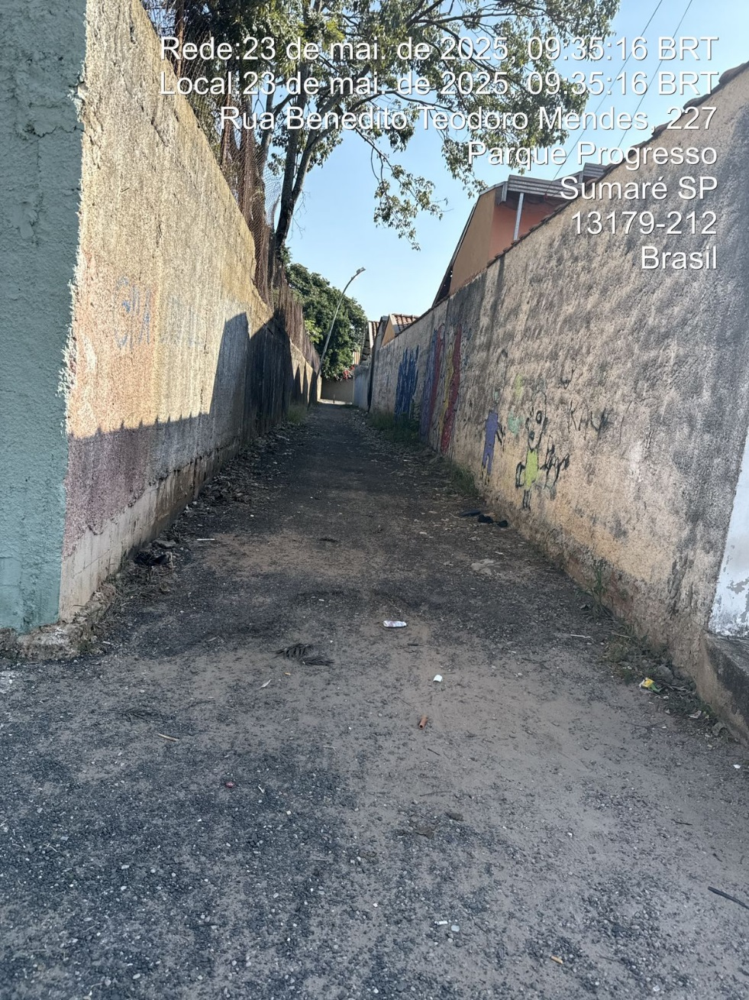 Rede:23 de mai. de 2025 09:35:16 BRT
Local:23 de mai. de 2025 09:35:16 BRT
Rua Benedito Teodoro Mendes 227
Parque Progresso
Sumaré SP
13179-212
Brasil